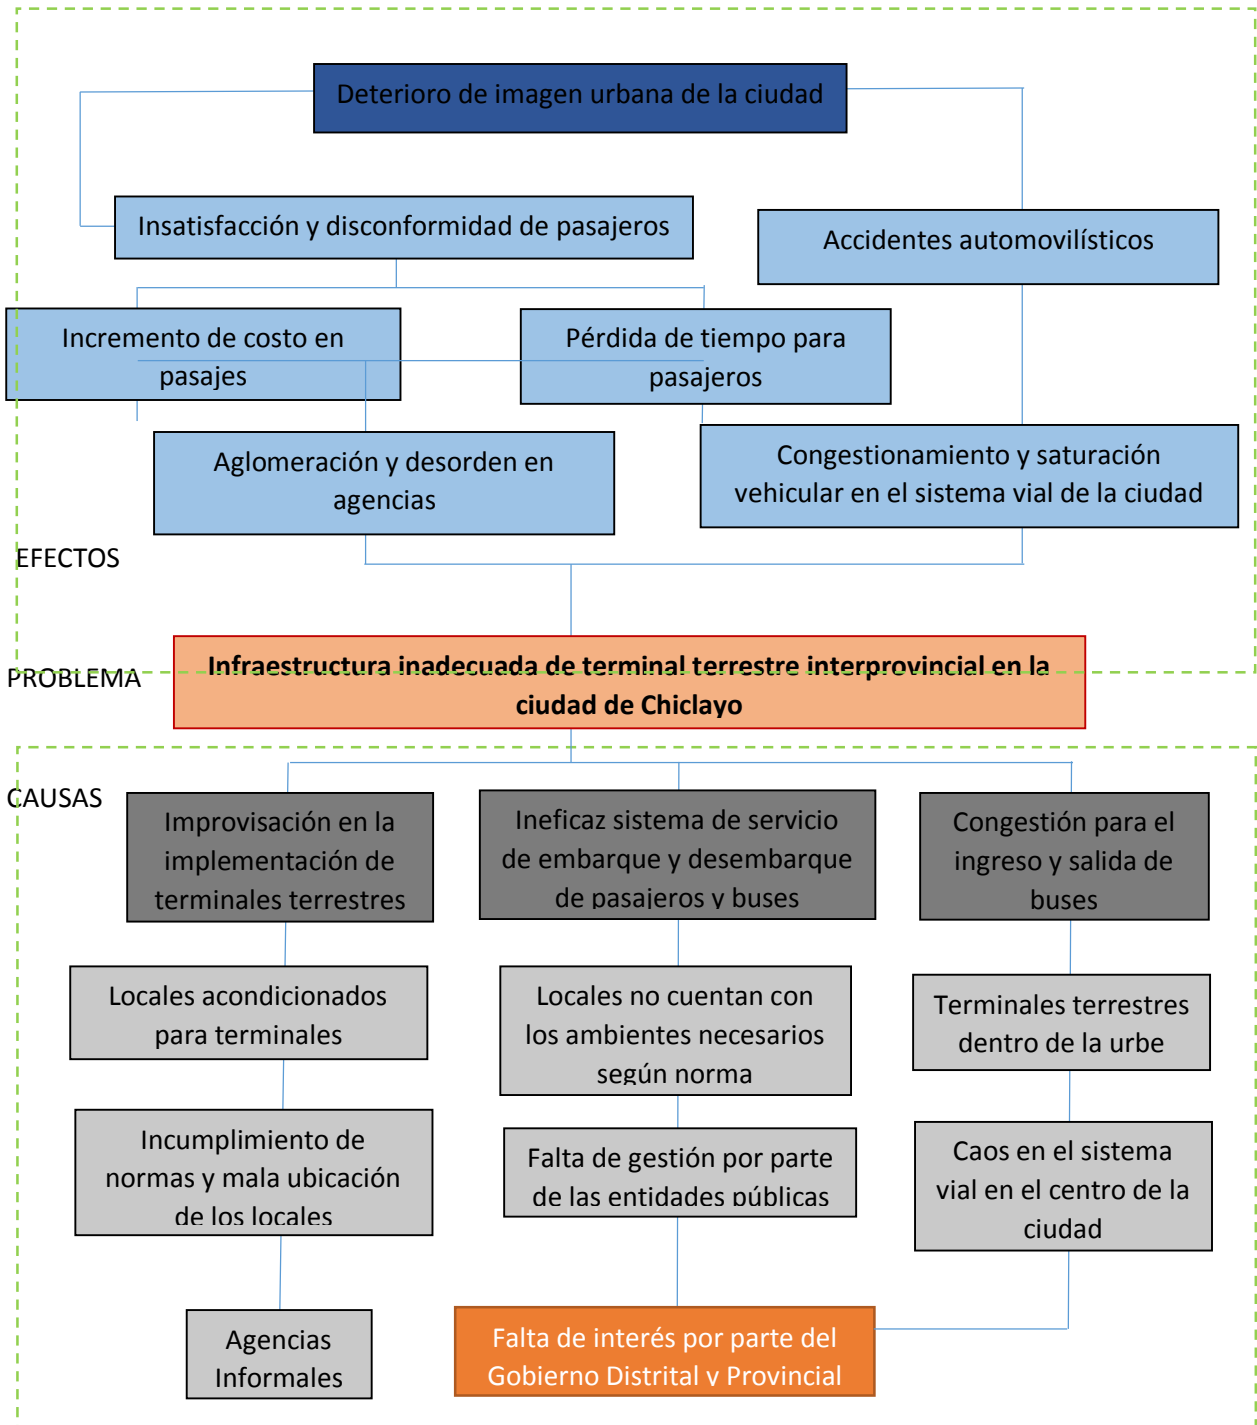 Deterioro de imagen urbana de la ciudad
Insatisfacción y disconformidad de pasajeros
Accidentes automovilísticos
Incremento de costo en
pasajes
Pérdida de tiempo para
pasajeros
Aglomeración y desorden en
agencias
Congestionamiento y saturación
vehicular en el sistema vial de la ciudad
EFECTOS
PROBLEMA
Infraestructura inadecuada de terminal terrestre interprovincial en la
ciudad de Chiclayo
CAUSAS
Improvisación en la
implementación de
terminales terrestres
Ineficaz sistema de servicio
de embarque y desembarque
de pasajeros y buses
Congestión para el
ingreso y salida de
buses
Locales acondicionados
para terminales
Locales no cuentan con
los ambientes necesarios
según norma
Terminales terrestres
dentro de la urbe
Incumplimiento de
normas y mala ubicación
de los locales
Falta de gestión por parte
de las entidades públicas
Caos en el sistema
vial en el centro de la
ciudad
Agencias
Informales
Falta de interés por parte del
Gobierno Distrital y Provincial